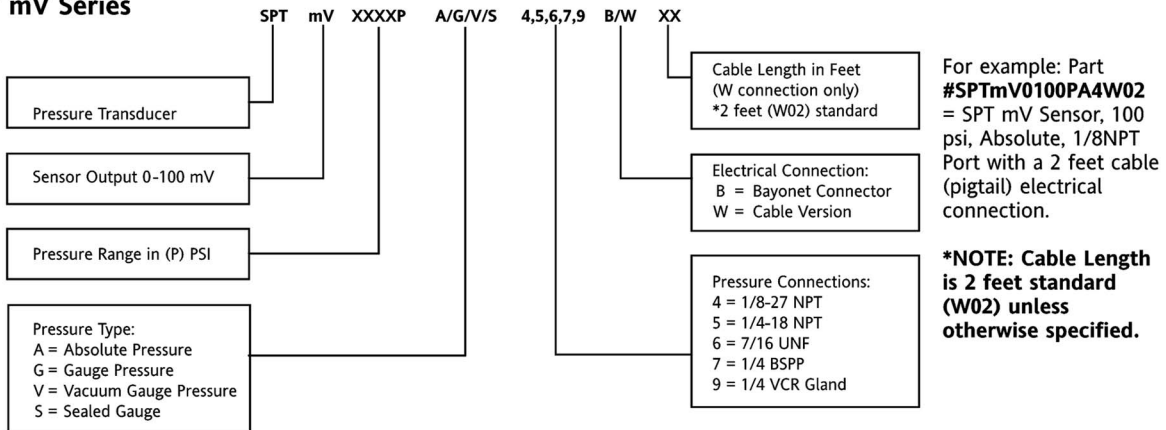 mV Series
SPT mV XXXXP A/G/V/S 4,5,6,7,9 B/W XX
Pressure Transducer
Sensor Output 0-100 mV
Pressure Range in (P) PSI
Pressure Type:
A = Absolute Pressure
G = Gauge Pressure
V = Vacuum Gauge Pressure
S = Sealed Gauge
Cable Length in Feet
(W connection only)
*2 feet (W02) standard
Electrical Connection:
B = Bayonet Connector
W = Cable Version
Pressure Connections:
4 = 1/8-27 NPT
5 = 1/4-18 NPT
6 = 7/16 UNF
7 = 1/4 BSPP
9 = 1/4 VCR Gland
For example: Part
#SPTmV0100PA4W02
= SPT mV Sensor, 100
psi, Absolute, 1/8NPT
Port with a 2 feet cable
(pigtail) electrical
connection.
*NOTE: Cable Length
is 2 feet standard
(W02) unless
otherwise specified.